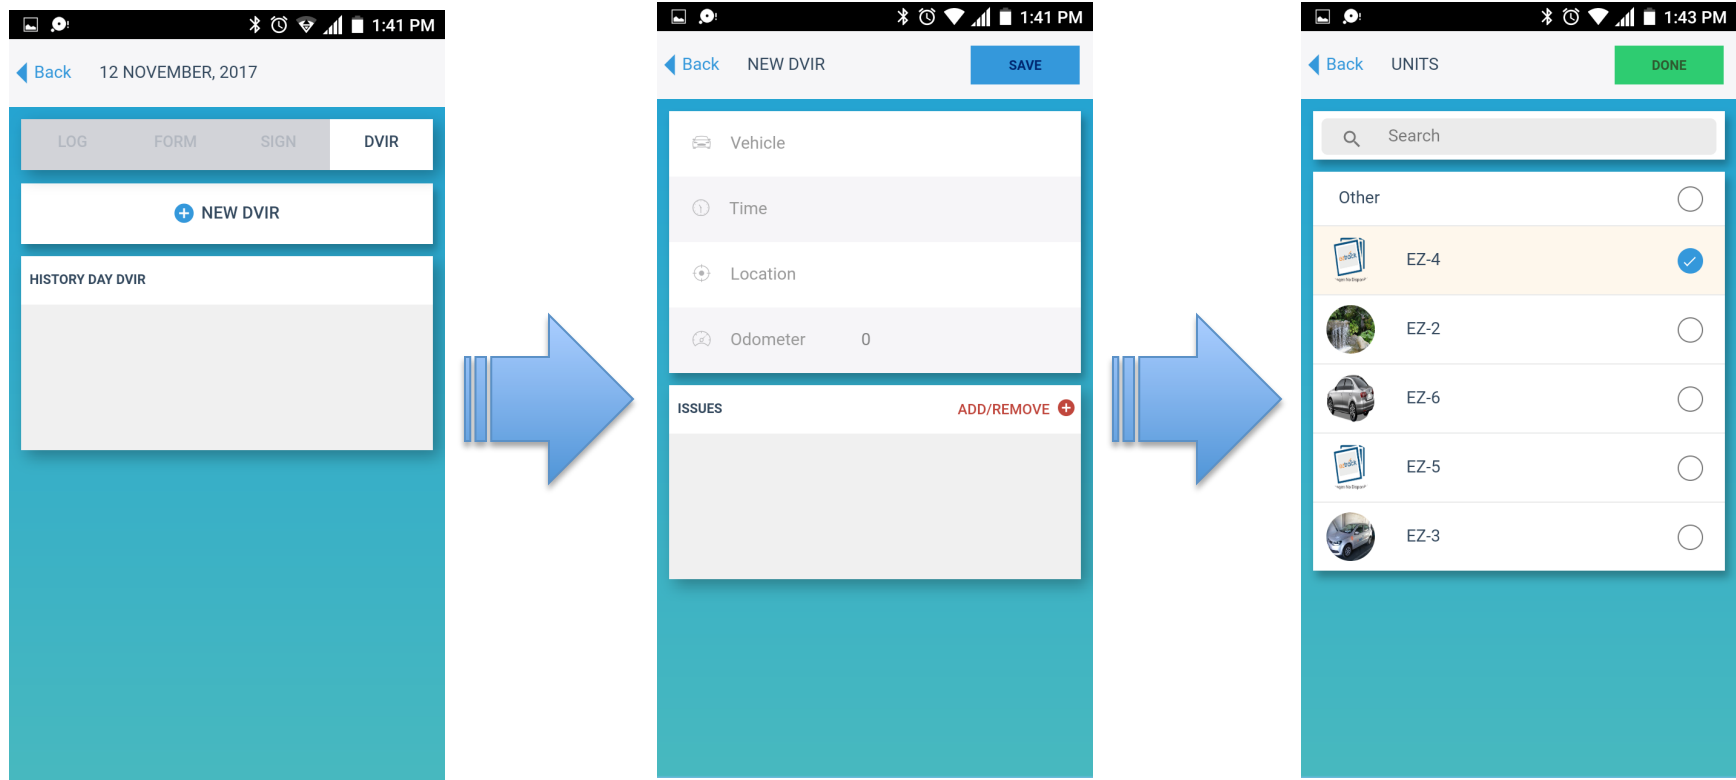 1:41 PM
Back 12 NOVEMBER, 2017
LOG FORM SIGN DVIR
NEW DVIR
HISTORY DAY DVIR
1:41 PM
Back NEW DVIR SAVE
Vehicle
Time
Location
Odometer 0
ISSUES ADD/REMOVE
1:43 PM
Back UNITS DONE
Search
Other
EZ-4
EZ-2
EZ-6
EZ-5
EZ-3